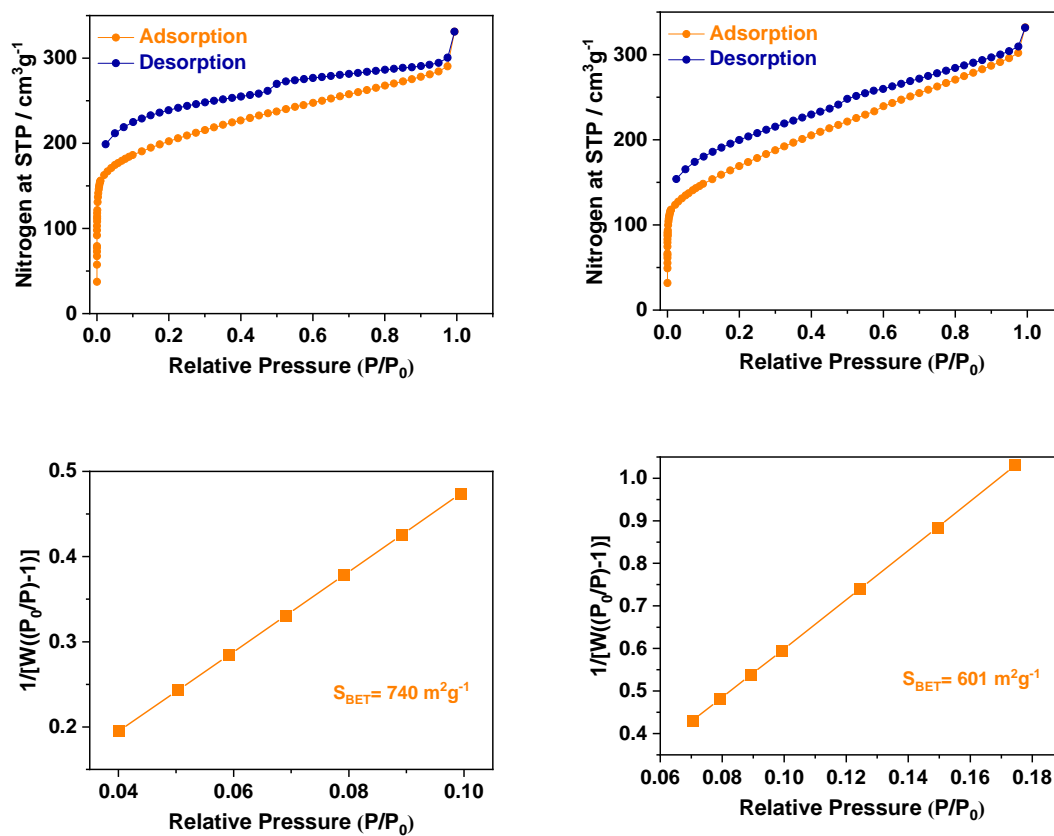 Adsorption
Desorption
Nitrogen at STP / cm³g⁻¹
300
200
100
0
0.0 0.2 0.4 0.6 0.8 1.0
Relative Pressure (P/P₀)
Adsorption
Desorption
Nitrogen at STP / cm³g⁻¹
300
200
100
0
0.0 0.2 0.4 0.6 0.8 1.0
Relative Pressure (P/P₀)
1/[W((P₀/P)-1)]
0.5
0.4
0.3
0.2
S_BET= 740 m²g⁻¹
0.04 0.06 0.08 0.10
Relative Pressure (P/P₀)
1/[W((P₀/P)-1)]
1.0
0.9
0.8
0.7
0.6
0.5
0.4
S_BET= 601 m²g⁻¹
0.06 0.08 0.10 0.12 0.14 0.16 0.18
Relative Pressure (P/P₀)